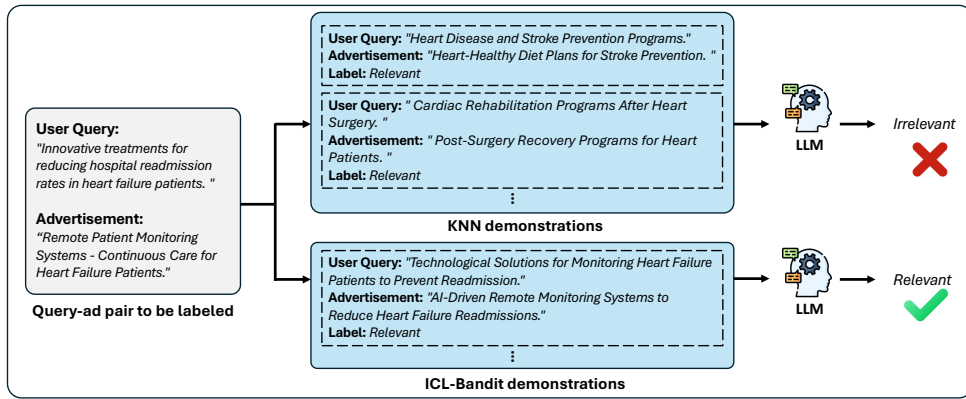 User Query:
"Innovative treatments for
reducing hospital readmission
rates in heart failure patients. "
Advertisement:
"Remote Patient Monitoring
Systems - Continuous Care for
Heart Failure Patients."
Query-ad pair to be labeled
User Query: "Heart Disease and Stroke Prevention Programs."
Advertisement: "Heart-Healthy Diet Plans for Stroke Prevention. "
Label: Relevant
User Query: " Cardiac Rehabilitation Programs After Heart
Surgery. "
Advertisement: " Post-Surgery Recovery Programs for Heart
Patients. "
Label: Relevant
⋮
KNN demonstrations
LLM
Irrelevant
User Query: "Technological Solutions for Monitoring Heart Failure
Patients to Prevent Readmission."
Advertisement: "AI-Driven Remote Monitoring Systems to
Reduce Heart Failure Readmissions."
Label: Relevant
⋮
ICL-Bandit demonstrations
LLM
Relevant